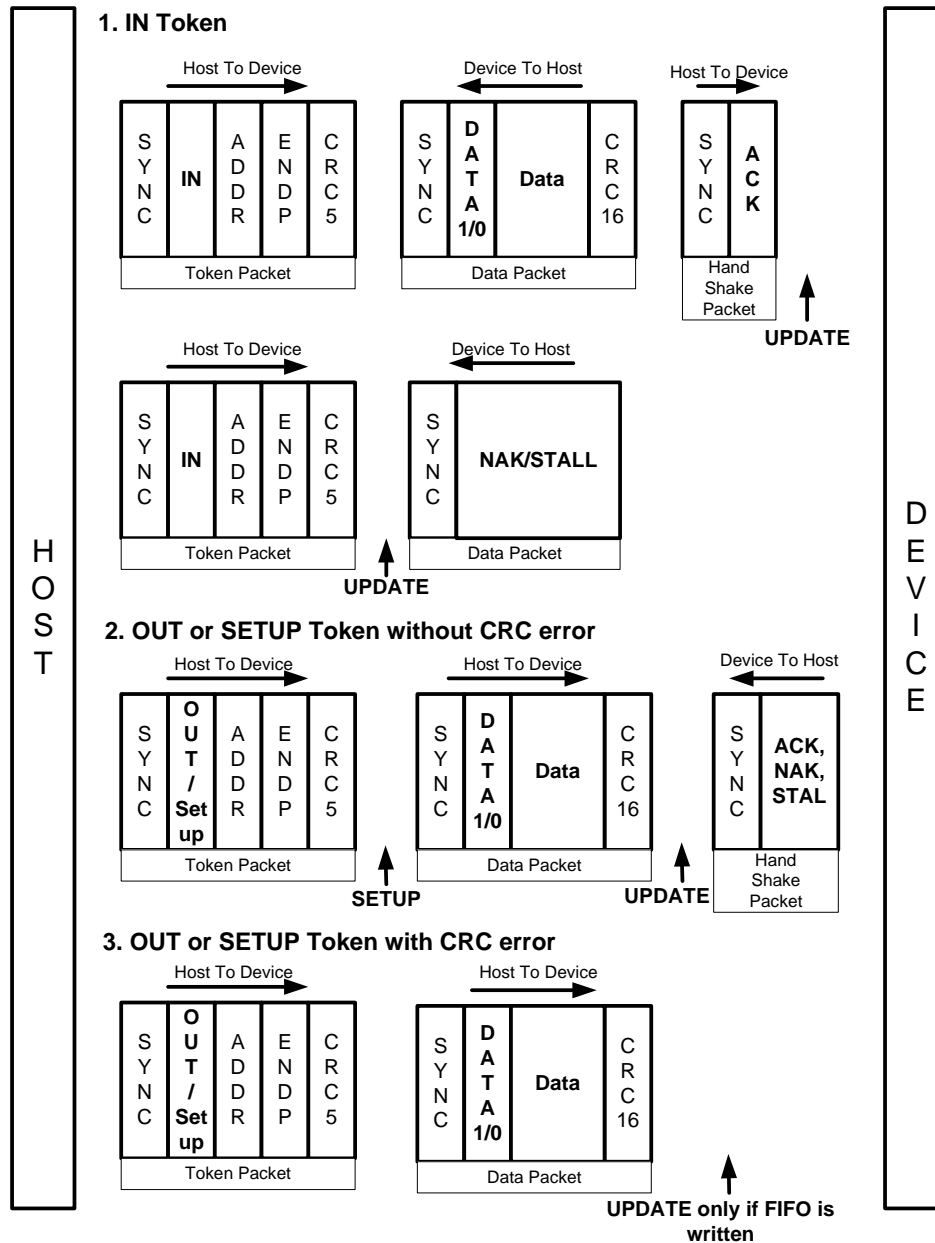 HOST
DEVICE
1. IN Token
Host To Device
SYNC
IN
ADDR
ENDP
CRC5
Token Packet
Device To Host
SYNC
DATA1/0
Data
CRC16
Data Packet
Host To Device
SYNC
ACK
Hand
Shake
Packet
UPDATE
Host To Device
SYNC
IN
ADDR
ENDP
CRC5
Token Packet
UPDATE
Device To Host
SYNC
NAK/STALL
Data Packet
2. OUT or SETUP Token without CRC error
Host To Device
SYNC
OUT/Setup
ADDR
ENDP
CRC5
Token Packet
SETUP
Host To Device
SYNC
DATA1/0
Data
CRC16
Data Packet
UPDATE
Device To Host
SYNC
ACK,
NAK,
STAL
Hand
Shake
Packet
3. OUT or SETUP Token with CRC error
Host To Device
SYNC
OUT/Setup
ADDR
ENDP
CRC5
Token Packet
Host To Device
SYNC
DATA1/0
Data
CRC16
Data Packet
UPDATE only if FIFO is
written